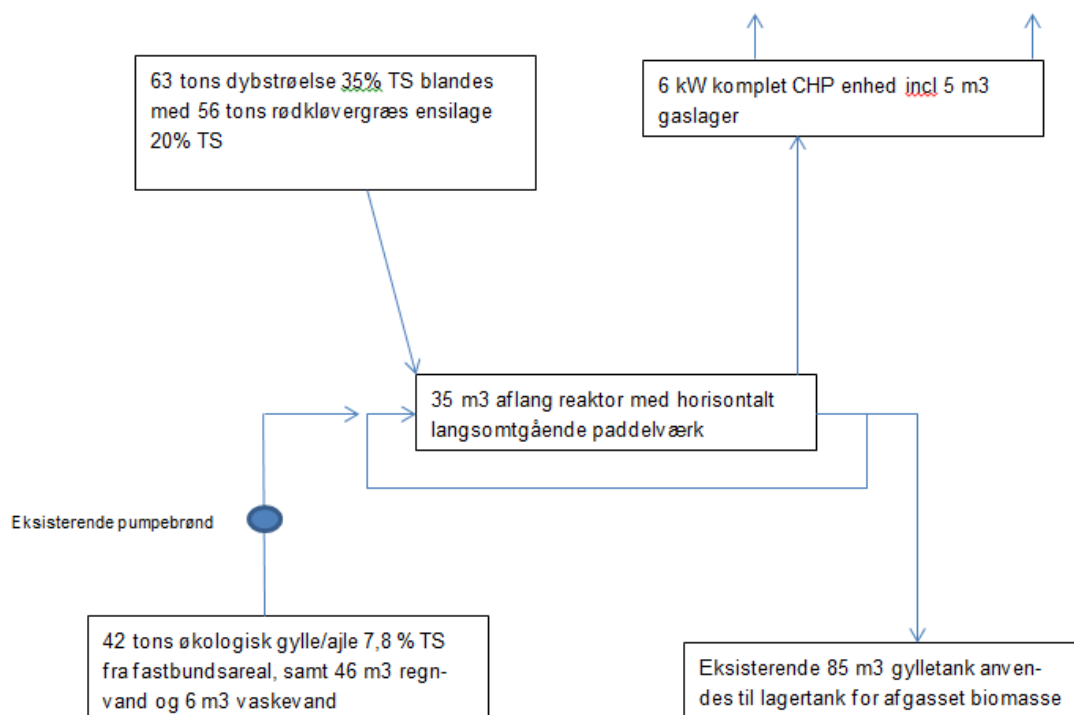 63 tons dybstrøelse 35% TS blandes
med 56 tons rødkløvergræs ensilage
20% TS
6 kW komplet CHP enhed incl 5 m3
gaslager
35 m3 aflang reaktor med horisontalt
langsomtgående paddelværk
Eksisterende pumpebrønd
42 tons økologisk gylle/ajle 7,8 % TS
fra fastbundsareal, samt 46 m3 regn-
vand og 6 m3 vaskevand
Eksisterende 85 m3 gylletank anven-
des til lagertank for afgasset biomasse